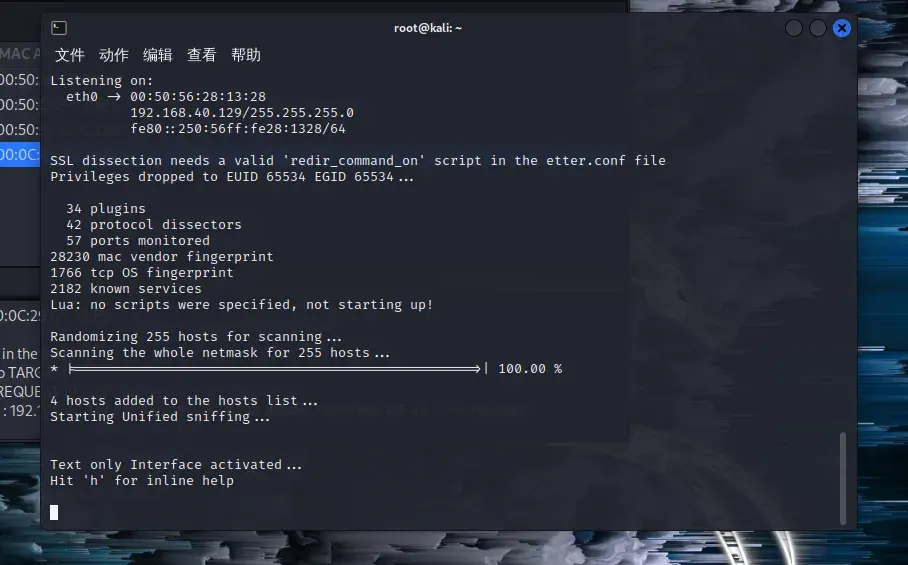 root@kali: ~
文件 动作 编辑 查看 帮助
MAC A
00:50:
00:50:
00:50:
00:0C:
Listening on:
eth0 -> 00:50:56:28:13:28
192.168.40.129/255.255.255.0
fe80::250:56ff:fe28:1328/64
SSL dissection needs a valid 'redir_command_on' script in the etter.conf file
Privileges dropped to EUID 65534 EGID 65534...
34 plugins
42 protocol dissectors
57 ports monitored
28230 mac vendor fingerprint
1766 tcp OS fingerprint
2182 known services
Lua: no scripts were specified, not starting up!
Randomizing 255 hosts for scanning...
Scanning the whole netmask for 255 hosts...
* |==================================================>| 100.00 %
4 hosts added to the hosts list...
Starting Unified sniffing...
Text only Interface activated...
Hit 'h' for inline help
0:0C:29
in the
o TARG
REQUE
: 192.1